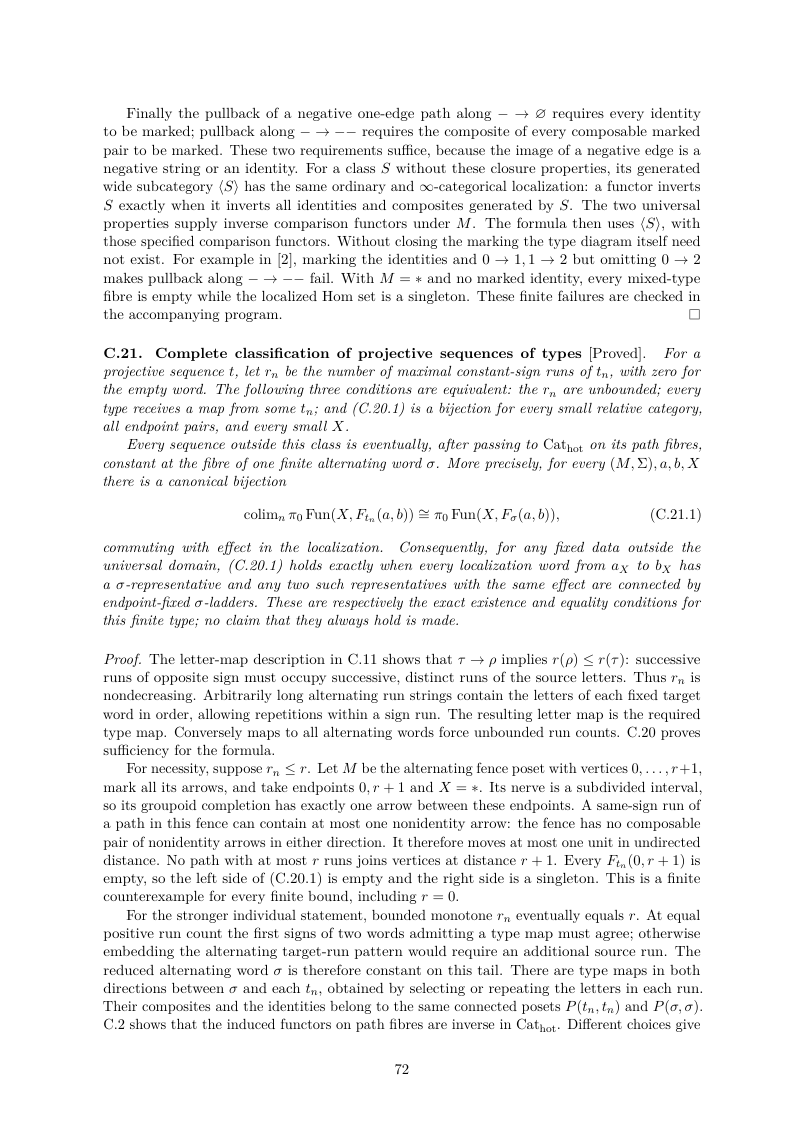 Finally the pullback of a negative one-edge path along − → ∅ requires every identity
to be marked; pullback along − → −− requires the composite of every composable marked
pair to be marked. These two requirements suffice, because the image of a negative edge is a
negative string or an identity. For a class S without these closure properties, its generated
wide subcategory ⟨S⟩ has the same ordinary and ∞-categorical localization: a functor inverts
S exactly when it inverts all identities and composites generated by S. The two universal
properties supply inverse comparison functors under M. The formula then uses ⟨S⟩, with
those specified comparison functors. Without closing the marking the type diagram itself need
not exist. For example in [2], marking the identities and 0 → 1, 1 → 2 but omitting 0 → 2
makes pullback along − → −− fail. With M = ∗ and no marked identity, every mixed-type
fibre is empty while the localized Hom set is a singleton. These finite failures are checked in
the accompanying program. □
C.21. Complete classification of projective sequences of types [Proved]. For a
projective sequence t, let rₙ be the number of maximal constant-sign runs of tₙ, with zero for
the empty word. The following three conditions are equivalent: the rₙ are unbounded; every
type receives a map from some tₙ; and (C.20.1) is a bijection for every small relative category,
all endpoint pairs, and every small X.
Every sequence outside this class is eventually, after passing to Cat_hot on its path fibres,
constant at the fibre of one finite alternating word σ. More precisely, for every (M, Σ), a, b, X
there is a canonical bijection
colimₙ π₀ Fun(X, F_{tₙ}(a, b)) ≅ π₀ Fun(X, F_σ(a, b)), (C.21.1)
commuting with effect in the localization. Consequently, for any fixed data outside the
universal domain, (C.20.1) holds exactly when every localization word from a_X to b_X has
a σ-representative and any two such representatives with the same effect are connected by
endpoint-fixed σ-ladders. These are respectively the exact existence and equality conditions for
this finite type; no claim that they always hold is made.
Proof. The letter-map description in C.11 shows that τ → ρ implies r(ρ) ≤ r(τ): successive
runs of opposite sign must occupy successive, distinct runs of the source letters. Thus rₙ is
nondecreasing. Arbitrarily long alternating run strings contain the letters of each fixed target
word in order, allowing repetitions within a sign run. The resulting letter map is the required
type map. Conversely maps to all alternating words force unbounded run counts. C.20 proves
sufficiency for the formula.
For necessity, suppose rₙ ≤ r. Let M be the alternating fence poset with vertices 0, . . . , r+1,
mark all its arrows, and take endpoints 0, r + 1 and X = ∗. Its nerve is a subdivided interval,
so its groupoid completion has exactly one arrow between these endpoints. A same-sign run of
a path in this fence can contain at most one nonidentity arrow: the fence has no composable
pair of nonidentity arrows in either direction. It therefore moves at most one unit in undirected
distance. No path with at most r runs joins vertices at distance r + 1. Every F_{tₙ}(0, r + 1) is
empty, so the left side of (C.20.1) is empty and the right side is a singleton. This is a finite
counterexample for every finite bound, including r = 0.
For the stronger individual statement, bounded monotone rₙ eventually equals r. At equal
positive run count the first signs of two words admitting a type map must agree; otherwise
embedding the alternating target-run pattern would require an additional source run. The
reduced alternating word σ is therefore constant on this tail. There are type maps in both
directions between σ and each tₙ, obtained by selecting or repeating the letters in each run.
Their composites and the identities belong to the same connected posets P(tₙ, tₙ) and P(σ, σ).
C.2 shows that the induced functors on path fibres are inverse in Cat_hot. Different choices give
72